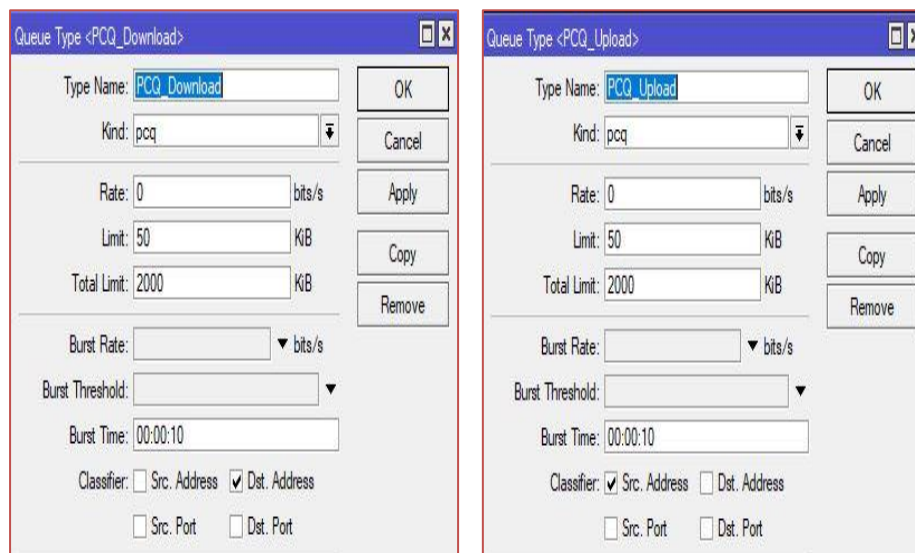 Queue Type <PCQ_Download>
Type Name: PCQ_Download
OK
Kind: pcq
Cancel
Rate: 0 bits/s
Apply
Limit: 50 KiB
Copy
Total Limit: 2000 KiB
Remove
Burst Rate: bits/s
Burst Threshold:
Burst Time: 00:00:10
Classifier: Src. Address Dst. Address
Src. Port Dst. Port
Queue Type <PCQ_Upload>
Type Name: PCQ_Upload
OK
Kind: pcq
Cancel
Rate: 0 bits/s
Apply
Limit: 50 KiB
Copy
Total Limit: 2000 KiB
Remove
Burst Rate: bits/s
Burst Threshold:
Burst Time: 00:00:10
Classifier: Src. Address Dst. Address
Src. Port Dst. Port